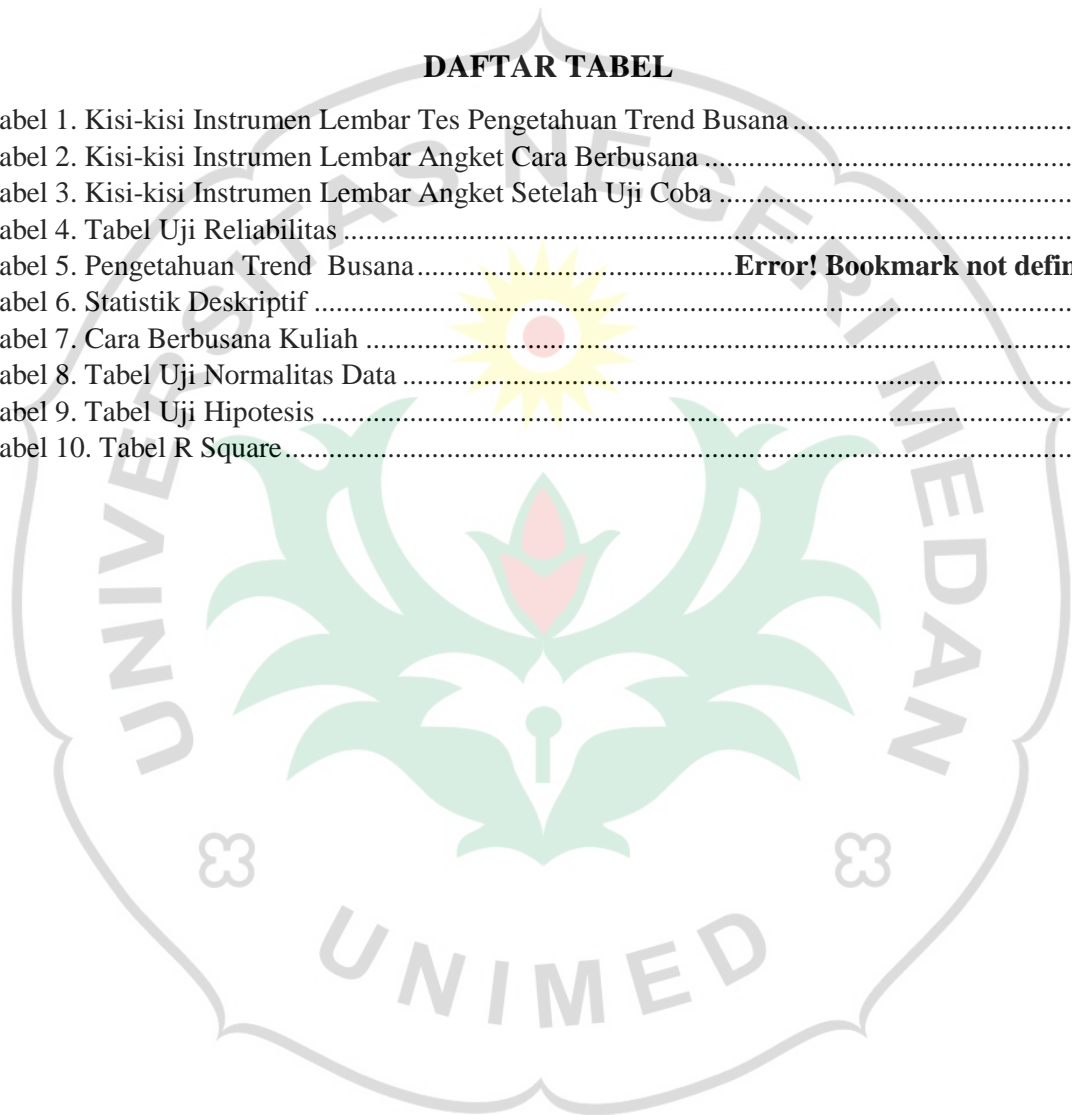 DAFTAR TABEL
abel 1. Kisi-kisi Instrumen Lembar Tes Pengetahuan Trend Busana....................................
abel 2. Kisi-kisi Instrumen Lembar Angket Cara Berbusana ................................................
abel 3. Kisi-kisi Instrumen Lembar Angket Setelah Uji Coba ..............................................
abel 4. Tabel Uji Reliabilitas ................................................................................................
abel 5. Pengetahuan Trend  Busana..........................................Error! Bookmark not defin
abel 6. Statistik Deskriptif ...................................................................................................
abel 7. Cara Berbusana Kuliah .............................................................................................
abel 8. Tabel Uji Normalitas Data ........................................................................................
abel 9. Tabel Uji Hipotesis ...................................................................................................
abel 10. Tabel R Square........................................................................................................
UNIVERSITAS NEGERI MEDAN
UNIMED